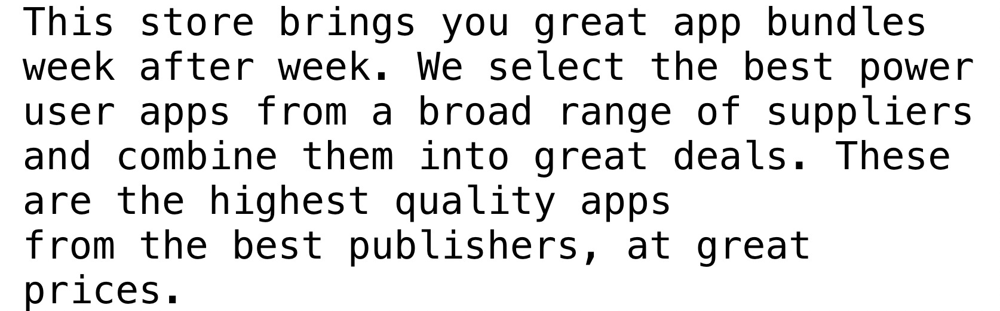 This store brings you great app bundles
week after week. We select the best power
user apps from a broad range of suppliers
and combine them into great deals. These
are the highest quality apps
from the best publishers, at great
prices.